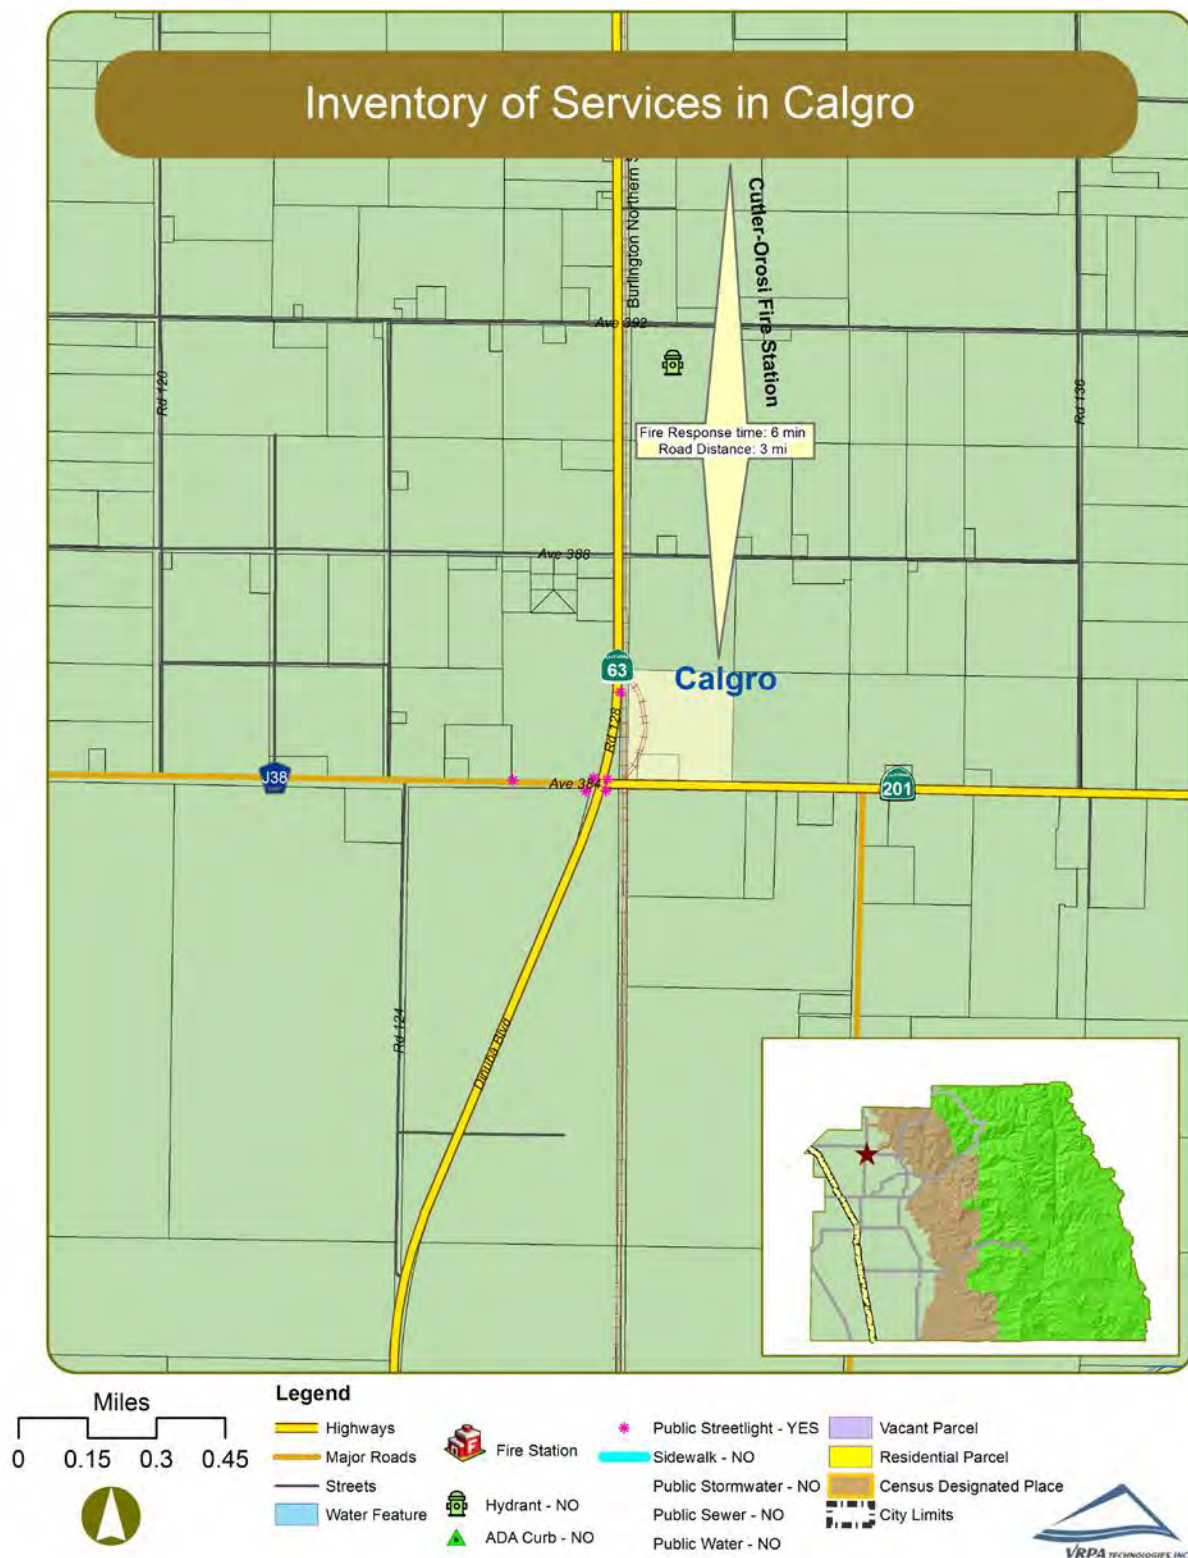 Inventory of Services in Calgro
Burlington Northern
Cutler-Orosi Fire Station
Ave 392
Rd 120
Rd 136
Fire Response time: 6 min
Road Distance: 3 mi
Ave 388
63
Calgro
Rd 128
J38
Ave 384
CALIFORNIA
201
Rd 124
Dinuba Blvd
Miles
0 0.15 0.3 0.45
Legend
Highways
Major Roads
Streets
Water Feature
Fire Station
Hydrant - NO
ADA Curb - NO
Public Streetlight - YES
Sidewalk - NO
Public Stormwater - NO
Public Sewer - NO
Public Water - NO
Vacant Parcel
Residential Parcel
Census Designated Place
City Limits
VRPA TECHNOLOGIES, INC